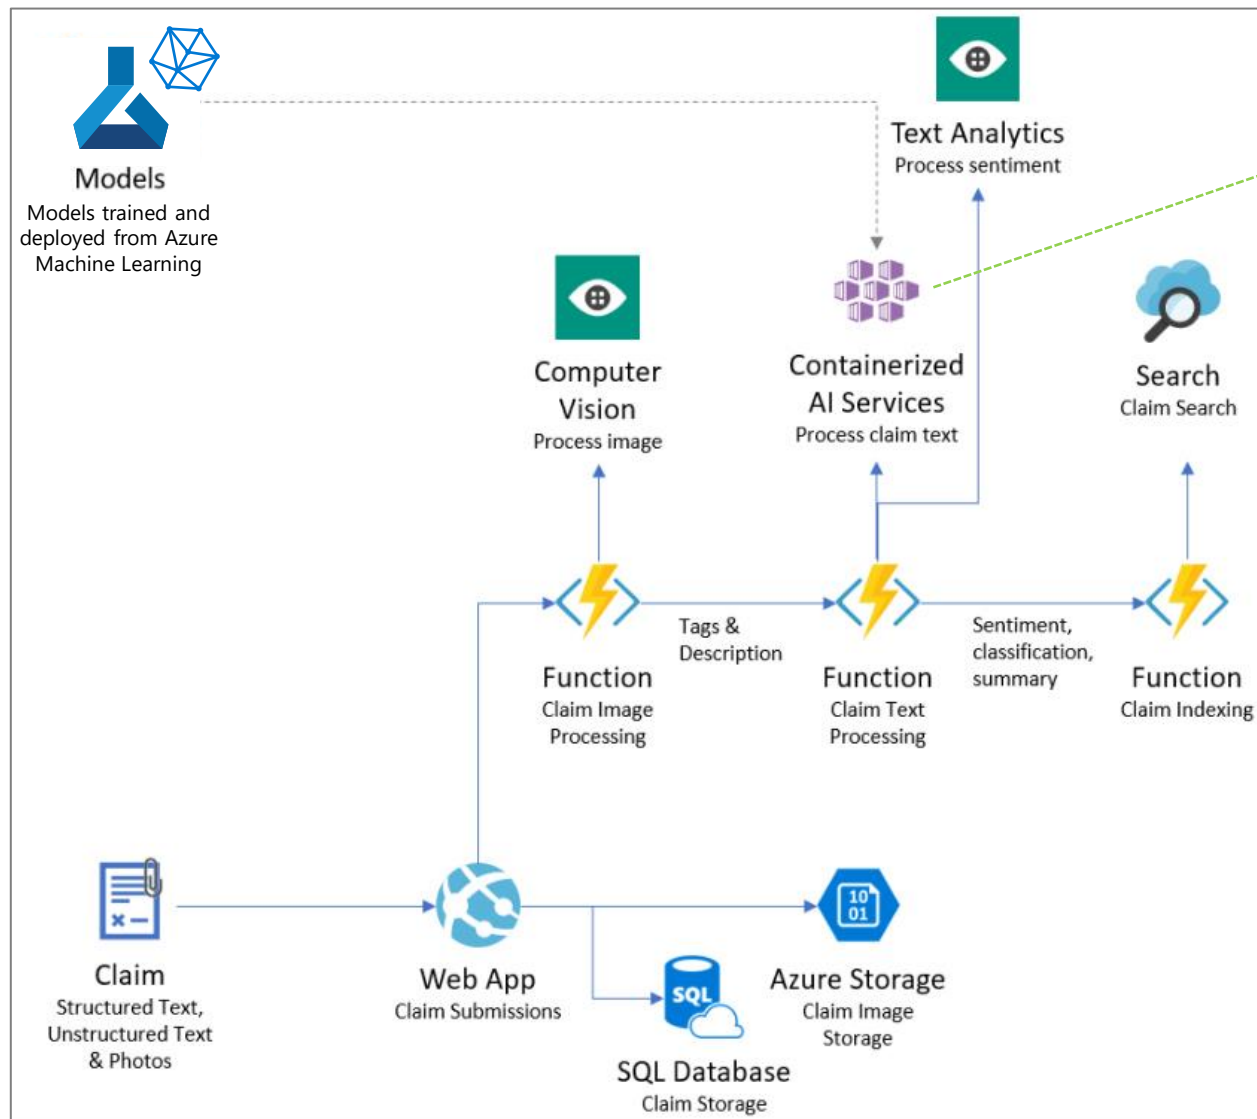 Models
Models trained and
deployed from Azure
Machine Learning
Text Analytics
Process sentiment
Computer
Vision
Process image
Containerized
AI Services
Process claim text
Search
Claim Search
Function
Claim Image
Processing
Tags &
Description
Function
Claim Text
Processing
Sentiment,
classification,
summary
Function
Claim Indexing
Claim
Structured Text,
Unstructured Text
& Photos
Web App
Claim Submissions
SQL
SQL Database
Claim Storage
10
01
Azure Storage
Claim Image
Storage